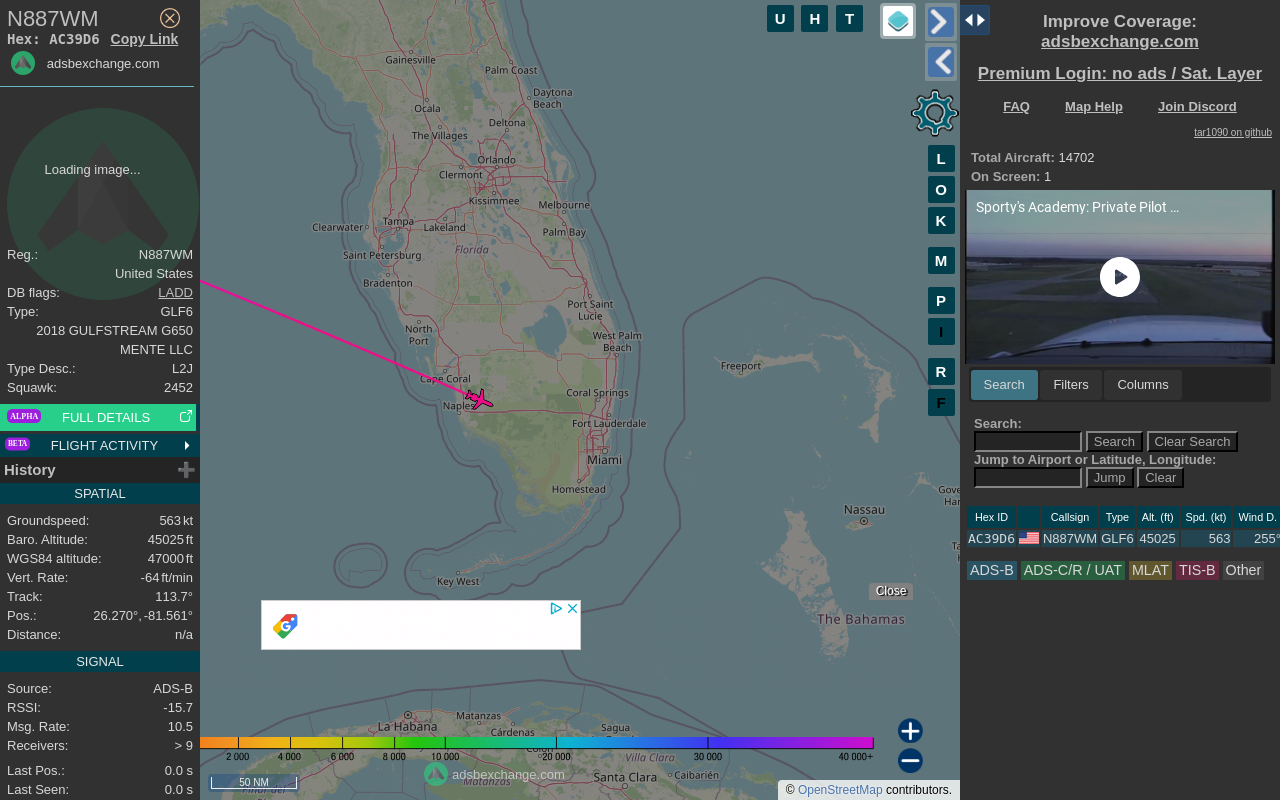 N887WM
Hex: AC39D6 Copy Link
adsbexchange.com
Loading image...
Reg.: N887WM
United States
DB flags: LADD
Type: GLF6
2018 GULFSTREAM G650
MENTE LLC
Type Desc.: L2J
Squawk: 2452
ALPHA FULL DETAILS
BETA FLIGHT ACTIVITY
History
SPATIAL
Groundspeed: 563 kt
Baro. Altitude: 45025 ft
WGS84 altitude: 47000 ft
Vert. Rate: -64 ft/min
Track: 113.7°
Pos.: 26.270°, -81.561°
Distance: n/a
SIGNAL
Source: ADS-B
RSSI: -15.7
Msg. Rate: 10.5
Receivers: > 9
Last Pos.: 0.0 s
Last Seen: 0.0 s
U H T
L
O
K
M
P
I
R
F
Gainesville
Palm Coast
Daytona
Beach
Ocala
Deltona
The Villages
Orlando
Clermont
Kissimmee
Melbourne
Clearwater
Tampa
Lakeland
Palm Bay
Saint Petersburg
Florida
Bradenton
Port Saint
Lucie
North
Port
West Palm
Beach
Cape Coral
Freeport
Naples
Coral Springs
Fort Lauderdale
Miami
Homestead
Nassau
Key West
The Bahamas
Close
La Habana
Matanzas
Cárdenas
Sagua
Villa Clara
Santa Clara
Caibarién
Matanzas
2 000 4 000 6 000 8 000 10 000 20 000 30 000 40 000+
50 NM
adsbexchange.com
© OpenStreetMap contributors.
Improve Coverage:
adsbexchange.com
Premium Login: no ads / Sat. Layer
FAQ Map Help Join Discord
tar1090 on github
Total Aircraft: 14702
On Screen: 1
Sporty's Academy: Private Pilot ...
Search Filters Columns
Search:
Search Clear Search
Jump to Airport or Latitude, Longitude:
Jump Clear
Hex ID Callsign Type Alt. (ft) Spd. (kt) Wind D.
AC39D6 N887WM GLF6 45025 563 255°
ADS-B ADS-C/R / UAT MLAT TIS-B Other